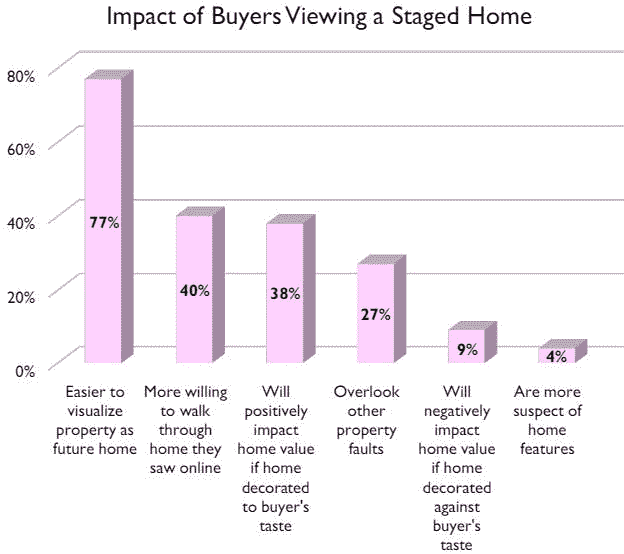 Impact of Buyers Viewing a Staged Home
80%
60%
40%
20%
0%
77%
40%
38%
27%
9%
4%
Easier to
visualize
property as
future home
More willing
to walk
through
home they
saw online
Will
positively
impact
home value
if home
decorated
to buyer's
taste
Overlook
other
property
faults
Will
negatively
impact
home value
if home
decorated
against
buyer's
taste
Are more
suspect of
home
features